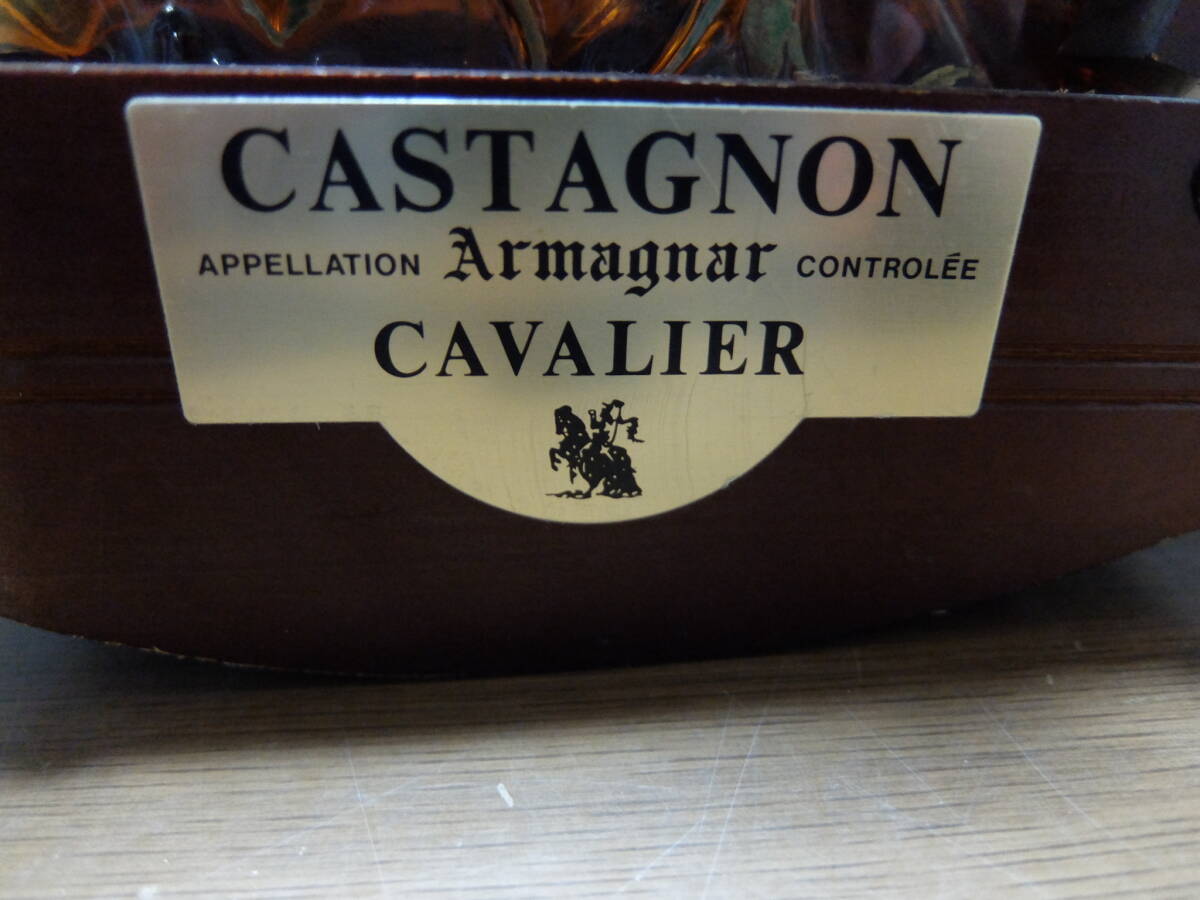 CASTAGNON
APPELLATION Armagnac CONTROLÉE
CAVALIER